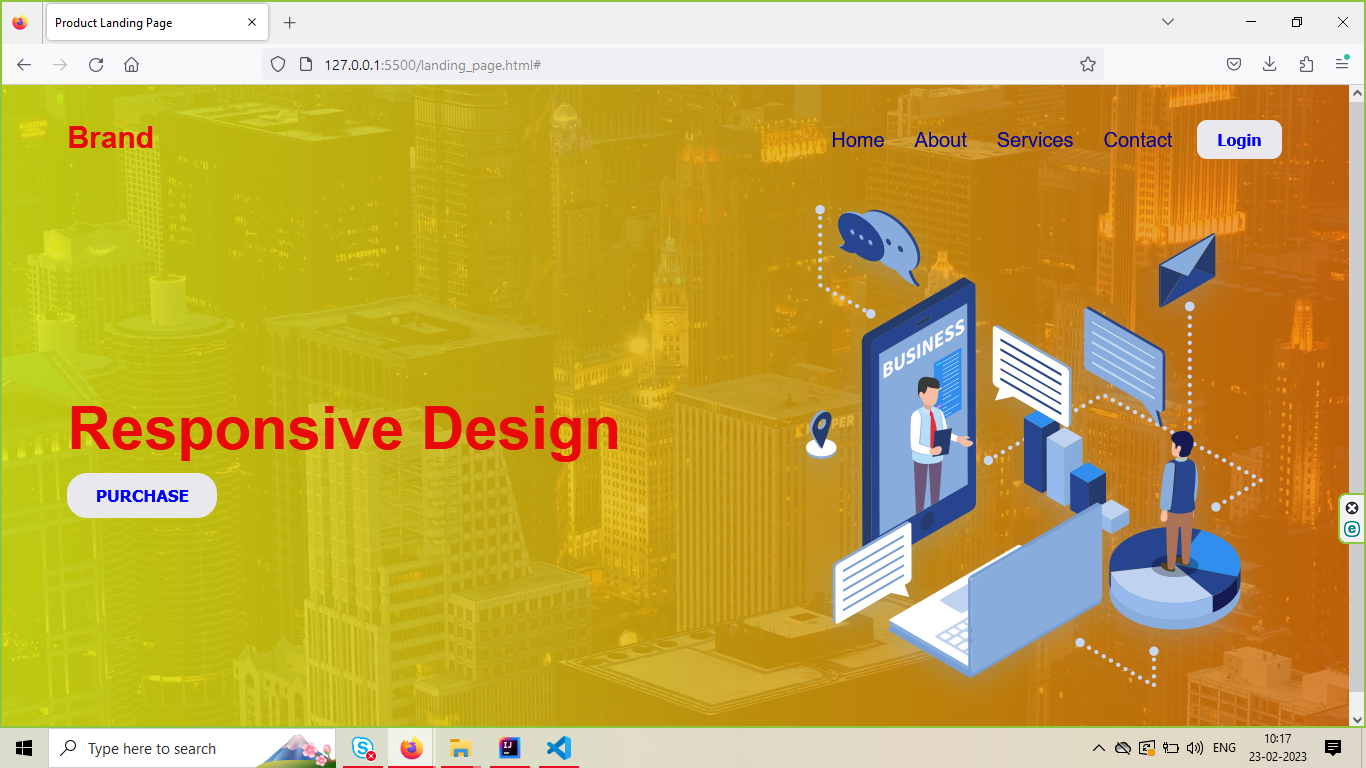 Product Landing Page
127.0.0.1:5500/landing_page.html#
Brand
Home About Services Contact Login
BUSINESS
Responsive Design
PURCHASE
Type here to search
ENG
10:17
23-02-2023